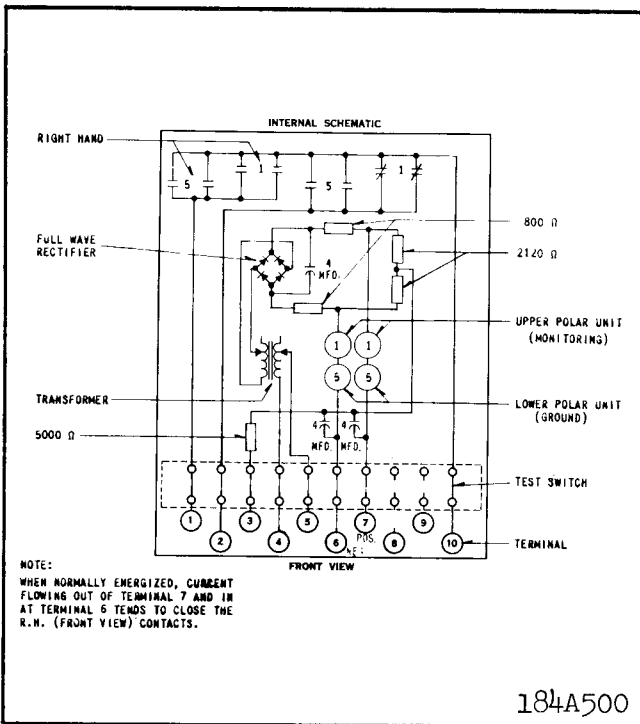 INTERNAL SCHEMATIC
RIGHT HAND
5
1
5
1
800 Ω
FULL WAVE
RECTIFIER
4
MFD.
2120 Ω
1 1
UPPER POLAR UNIT
(MONITORING)
5 5
TRANSFORMER
LOWER POLAR UNIT
(GROUND)
5000 Ω
4 4
MFD. MFD.
TEST SWITCH
1 3 5 7 9
POS.
2 4 6 8 10
NEG.
TERMINAL
FRONT VIEW
NOTE:
WHEN NORMALLY ENERGIZED, CURRENT
FLOWING OUT OF TERMINAL 7 AND IN
AT TERMINAL 6 TENDS TO CLOSE THE
R.H. (FRONT VIEW) CONTACTS.
184A500